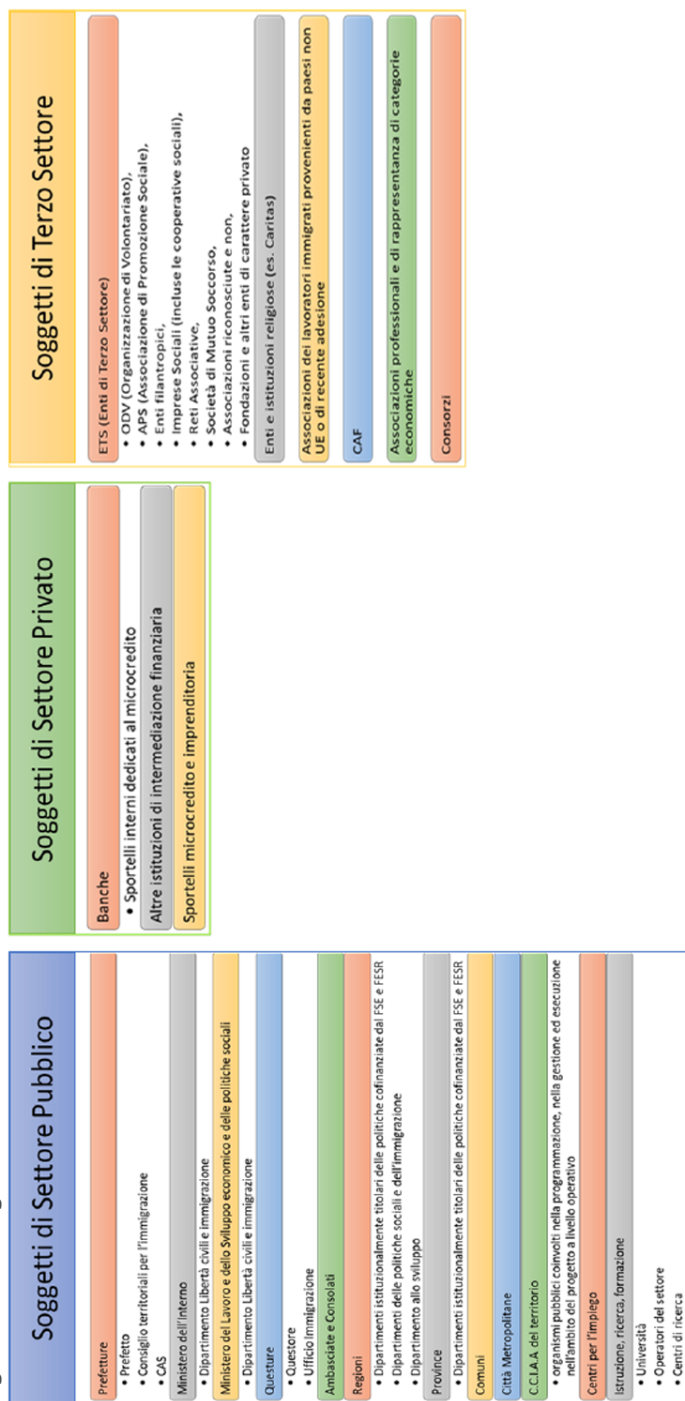 Soggetti di Settore Pubblico
Prefetture
• Prefetto
• Consiglio territoriali per l'immigrazione
• CAS
Ministero dell'Interno
• Dipartimento Libertà civili e immigrazione
Ministero del Lavoro e dello Sviluppo economico e delle politiche sociali
• Dipartimento Libertà civili e immigrazione
Questure
• Questore
• Ufficio Immigrazione
Ambasciate e Consolati
Regioni
• Dipartimenti istituzionalmente titolari delle politiche cofinanziate dal FSE e FESR
• Dipartimenti delle politiche sociali e dell'immigrazione
• Dipartimento allo sviluppo
Province
• Dipartimenti istituzionalmente titolari delle politiche cofinanziate dal FSE e FESR
Comuni
Città Metropolitane
C.C.I.A.A del territorio
• organismi pubblici coinvolti nella programmazione, nella gestione ed esecuzione
nell'ambito del progetto a livello operativo
Centri per l'impiego
Istruzione, ricerca, formazione
• Università
• Operatori del settore
• Centri di ricerca
Soggetti di Settore Privato
Banche
• Sportelli interni dedicati al microcredito
Altre istituzioni di intermediazione finanziaria
Sportelli microcredito e imprenditoria
Soggetti di Terzo Settore
ETS (Enti di Terzo Settore)
• ODV (Organizzazione di Volontariato),
• APS (Associazione di Promozione Sociale),
• Enti filantropici,
• Imprese Sociali (incluse le cooperative sociali),
• Reti Associative,
• Società di Mutuo Soccorso,
• Associazioni riconosciute e non,
• Fondazioni e altri enti di carattere privato
Enti e istituzioni religiose (es. Caritas)
Associazioni dei lavoratori immigrati provenienti da paesi non
UE o di recente adesione
CAF
Associazioni professionali e di rappresentanza di categorie
economiche
Consorzi